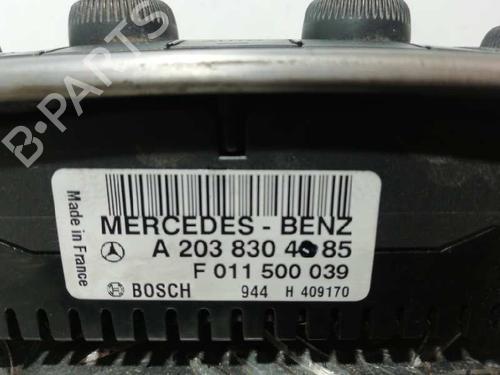 B-PARTS
Made in France
MERCEDES - BENZ
A 203 830 4 85
F 011 500 039
BOSCH 944 H 409170